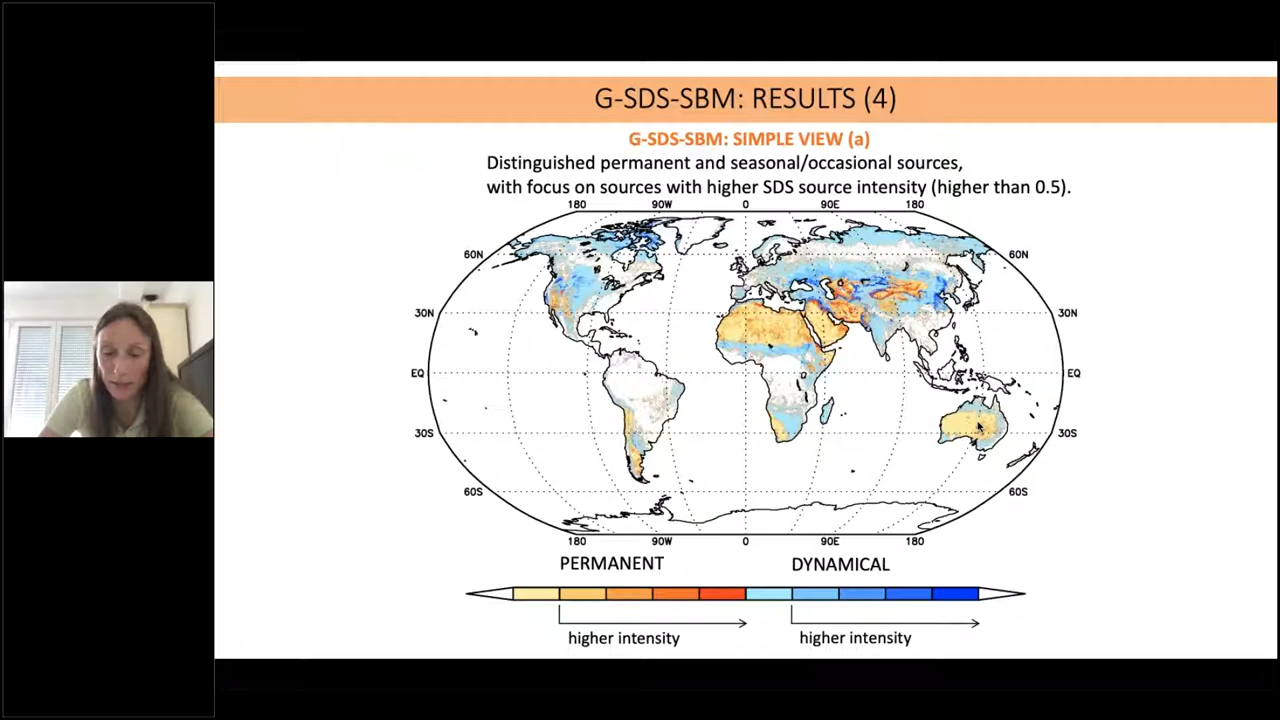 G-SDS-SBM: RESULTS (4)
G-SDS-SBM: SIMPLE VIEW (a)
Distinguished permanent and seasonal/occasional sources,
with focus on sources with higher SDS source intensity (higher than 0.5).
180 90W 0 90E 180
60N 60N
30N 30N
EQ EQ
30S 30S
60S 60S
180 90W 0 90E 180
PERMANENT DYNAMICAL
higher intensity higher intensity